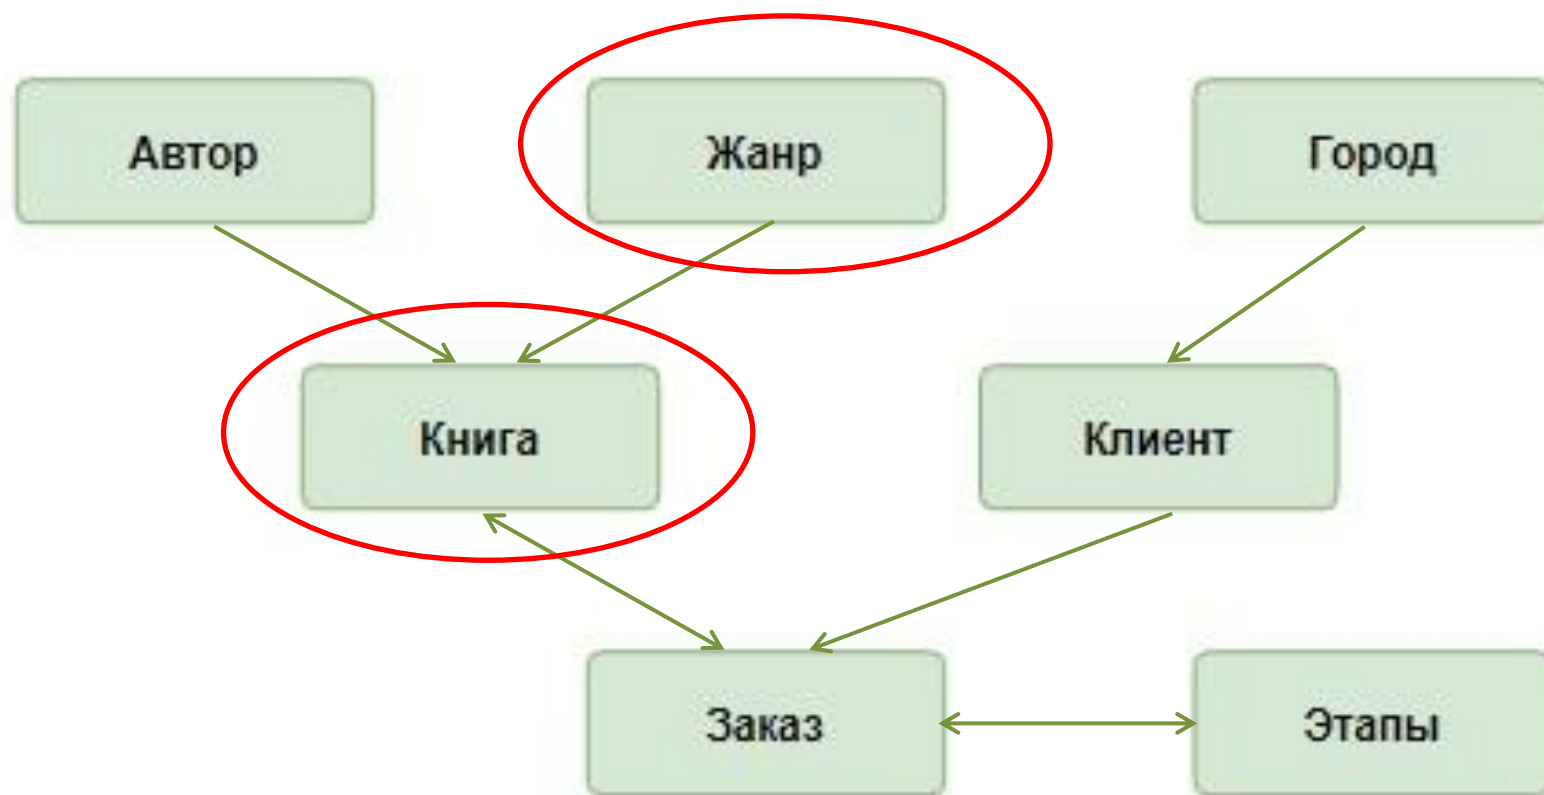 Автор
Жанр
Город
Книга
Клиент
Заказ
Этапы